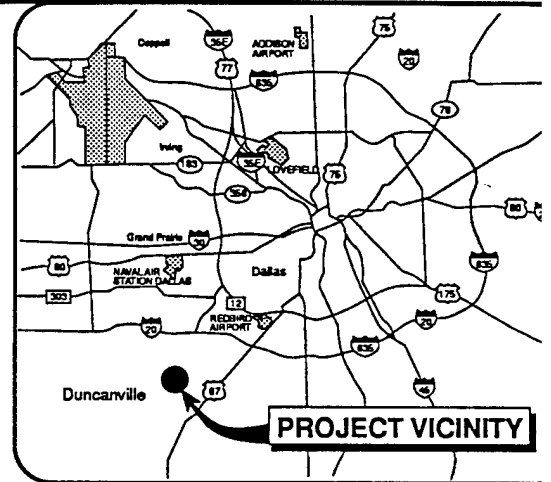 Coppell
35E
ADDISON
AIRPORT
75
77
20
635
78
Irving
183
35E
LOVEFIELD
75
356
80
Grand Prairie
30
80
NAVAL AIR
STATION DALLAS
Dallas
635
303
12
175
20
REDBIRD
AIRPORT
20
635
Duncanville
67
45
PROJECT VICINITY